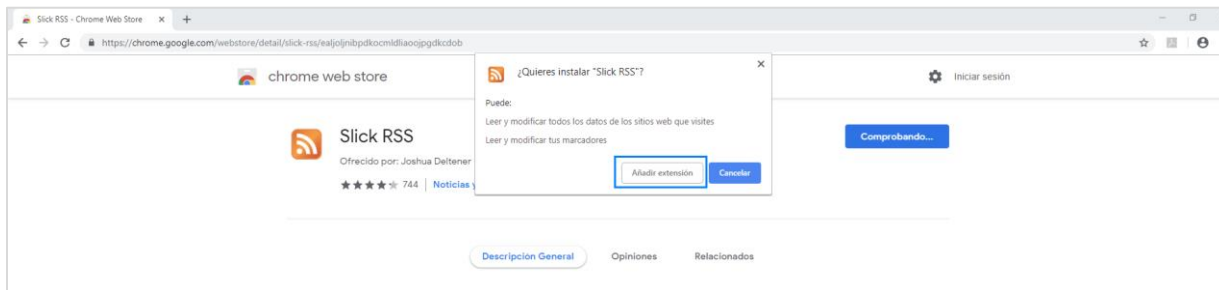 Slick RSS - Chrome Web Store
https://chrome.google.com/webstore/detail/slick-rss/ealjoljnibpdkocmldliaoojpgdkcdob
chrome web store
Iniciar sesión
¿Quieres instalar "Slick RSS"?
Puede:
Leer y modificar todos los datos de los sitios web que visites
Leer y modificar tus marcadores
Añadir extensión
Cancelar
Slick RSS
Comprobando...
Ofrecido por: Joshua Deltener
744
Noticias y
Descripción General
Opiniones
Relacionados